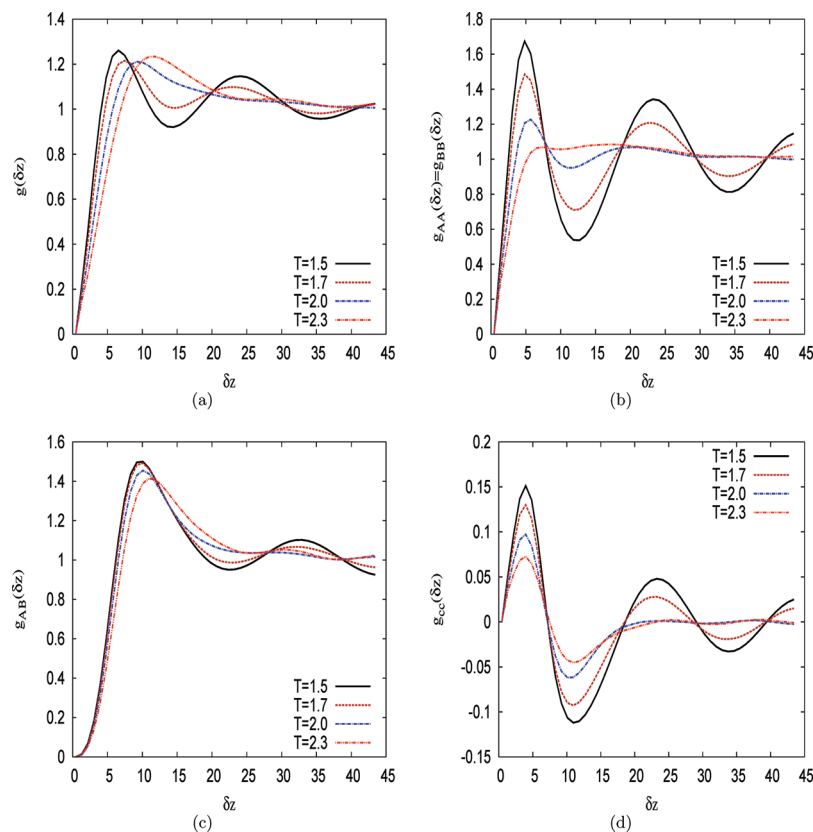 1.4
1.2
1
0.8
0.6
0.4
0.2
0
g(δz)
T=1.5
T=1.7
T=2.0
T=2.3
0 5 10 15 20 25 30 35 40 45
δz
(a)
1.8
1.6
1.4
1.2
1
0.8
0.6
0.4
0.2
0
g_AA(δz)=g_BB(δz)
T=1.5
T=1.7
T=2.0
T=2.3
0 5 10 15 20 25 30 35 40 45
δz
(b)
1.6
1.4
1.2
1
0.8
0.6
0.4
0.2
0
g_AB(δz)
T=1.5
T=1.7
T=2.0
T=2.3
0 5 10 15 20 25 30 35 40 45
δz
(c)
0.2
0.15
0.1
0.05
0
-0.05
-0.1
-0.15
g_cc(δz)
T=1.5
T=1.7
T=2.0
T=2.3
0 5 10 15 20 25 30 35 40 45
δz
(d)